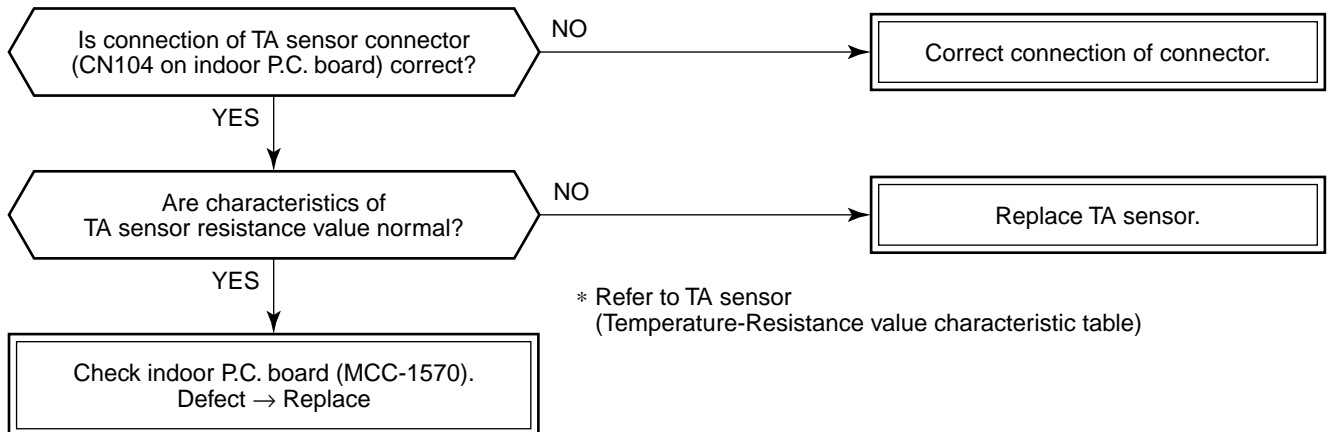 Is connection of TA sensor connector
(CN104 on indoor P.C. board) correct?
NO
Correct connection of connector.
YES
Are characteristics of
TA sensor resistance value normal?
NO
Replace TA sensor.
YES
* Refer to TA sensor
(Temperature-Resistance value characteristic table)
Check indoor P.C. board (MCC-1570).
Defect → Replace